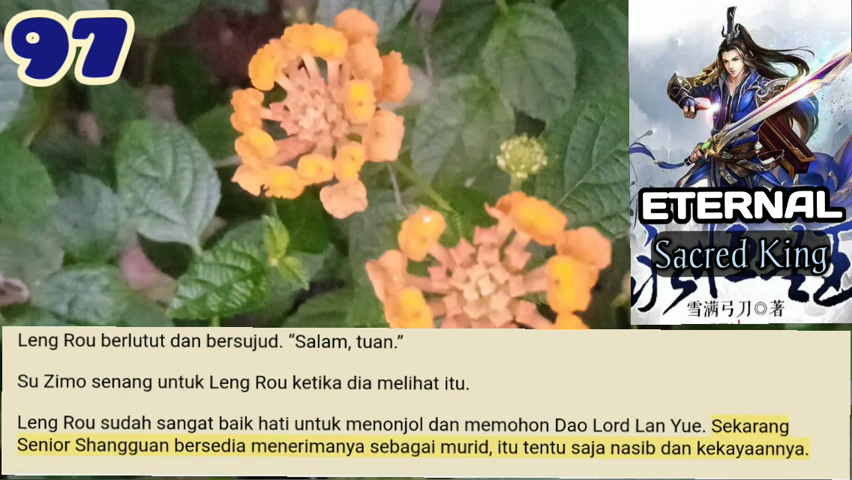 97
ETERNAL
Sacred King
雪满弓刀◎著
Leng Rou berlutut dan bersujud. “Salam, tuan.”
Su Zimo senang untuk Leng Rou ketika dia melihat itu.
Leng Rou sudah sangat baik hati untuk menonjol dan memohon Dao Lord Lan Yue. Sekarang
Senior Shangguan bersedia menerimanya sebagai murid, itu tentu saja nasib dan kekayaannya.